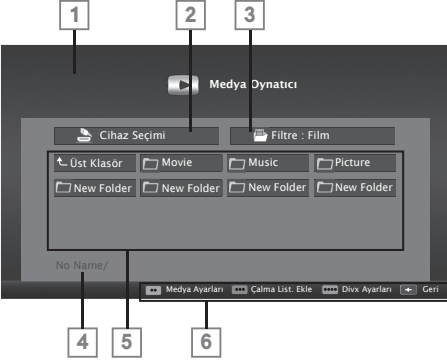 1 2 3
Medya Oynatıcı
Cihaz Seçimi Filtre : Film
Üst Klasör Movie Music Picture
New Folder New Folder New Folder New Folder
No Name/
Medya Ayarları Çalma List. Ekle Divx Ayarları Geri
4 5 6